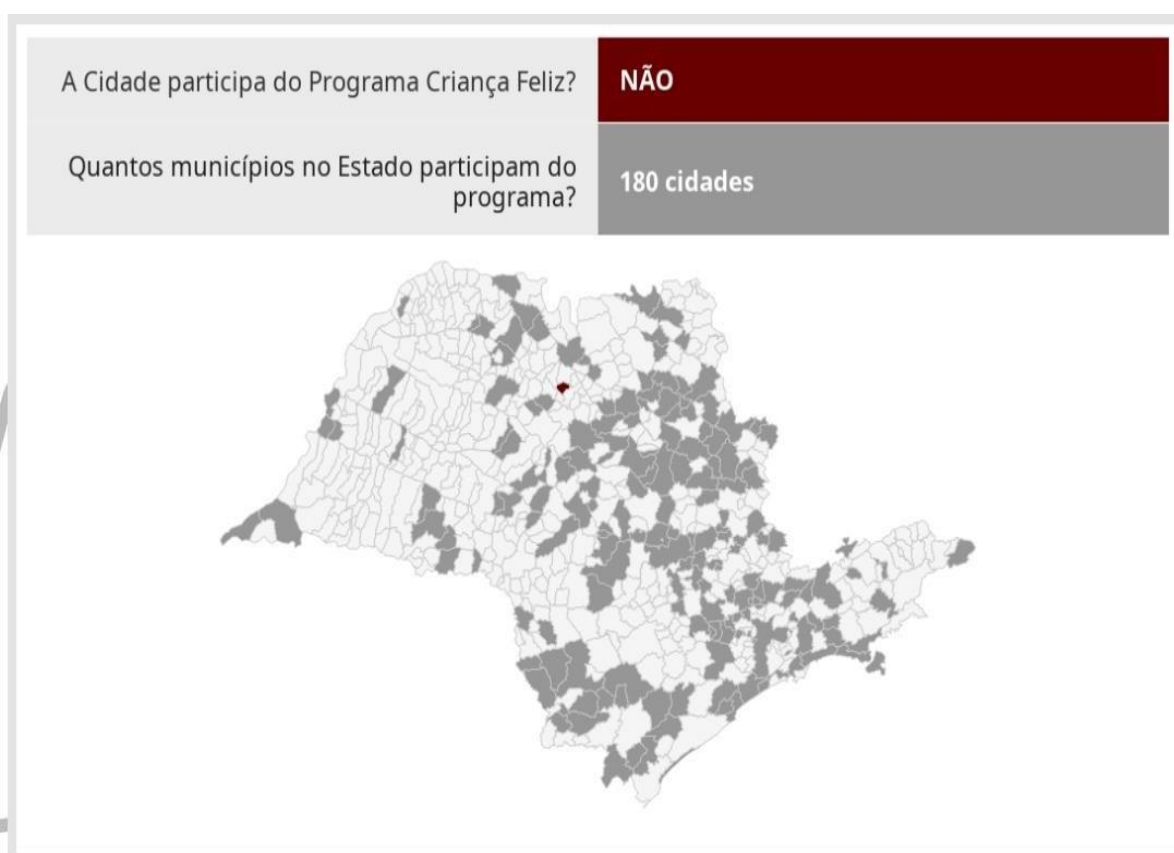 A Cidade participa do Programa Criança Feliz?
NÃO
Quantos municípios no Estado participam do
programa?
180 cidades